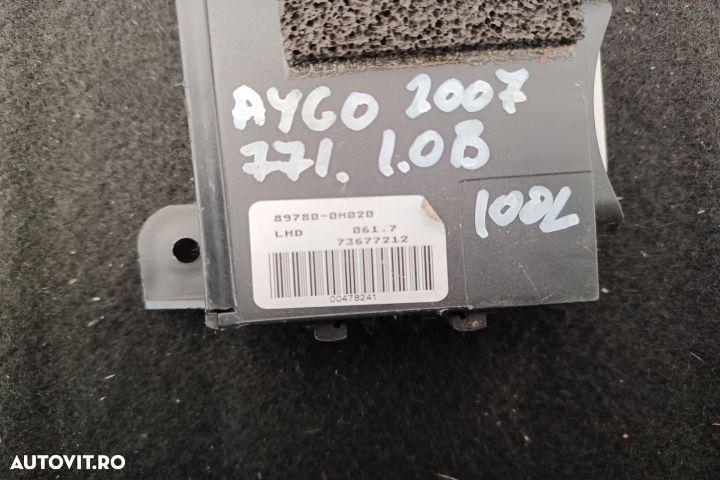 AYGO 2007
771. 1.0B
100L
89780-0H020
LHD 061.7
73677212
00478241
AUTOVIT.RO